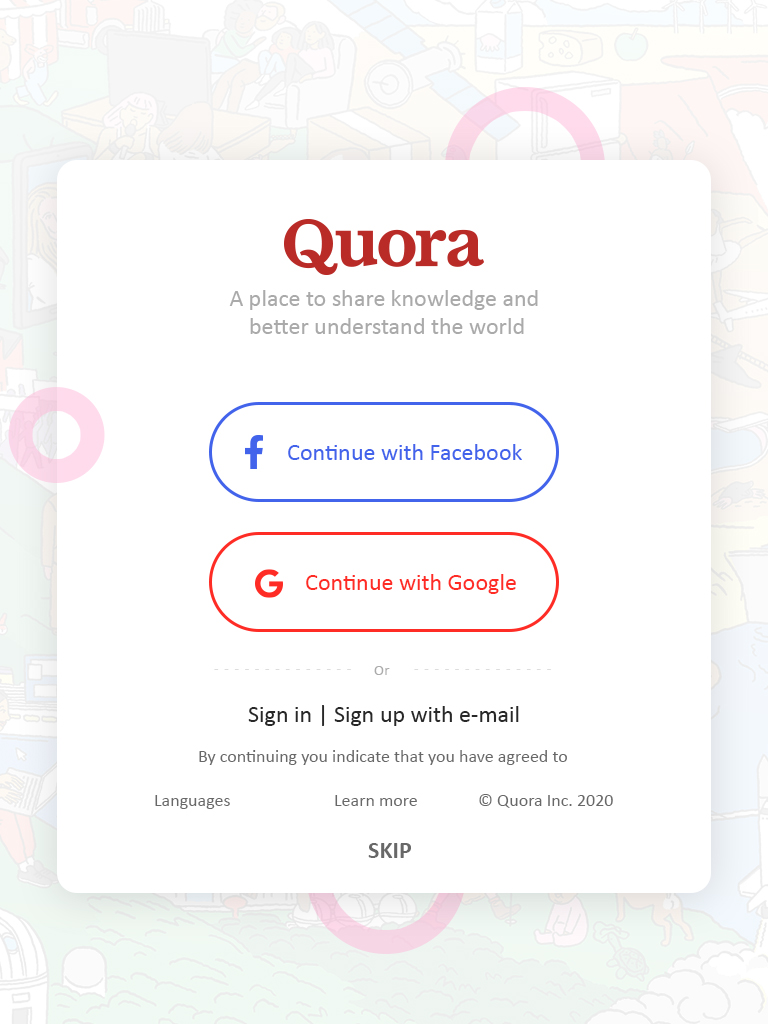 Quora
A place to share knowledge and
better understand the world
Continue with Facebook
Continue with Google
Or
Sign in | Sign up with e-mail
By continuing you indicate that you have agreed to
Languages Learn more © Quora Inc. 2020
SKIP